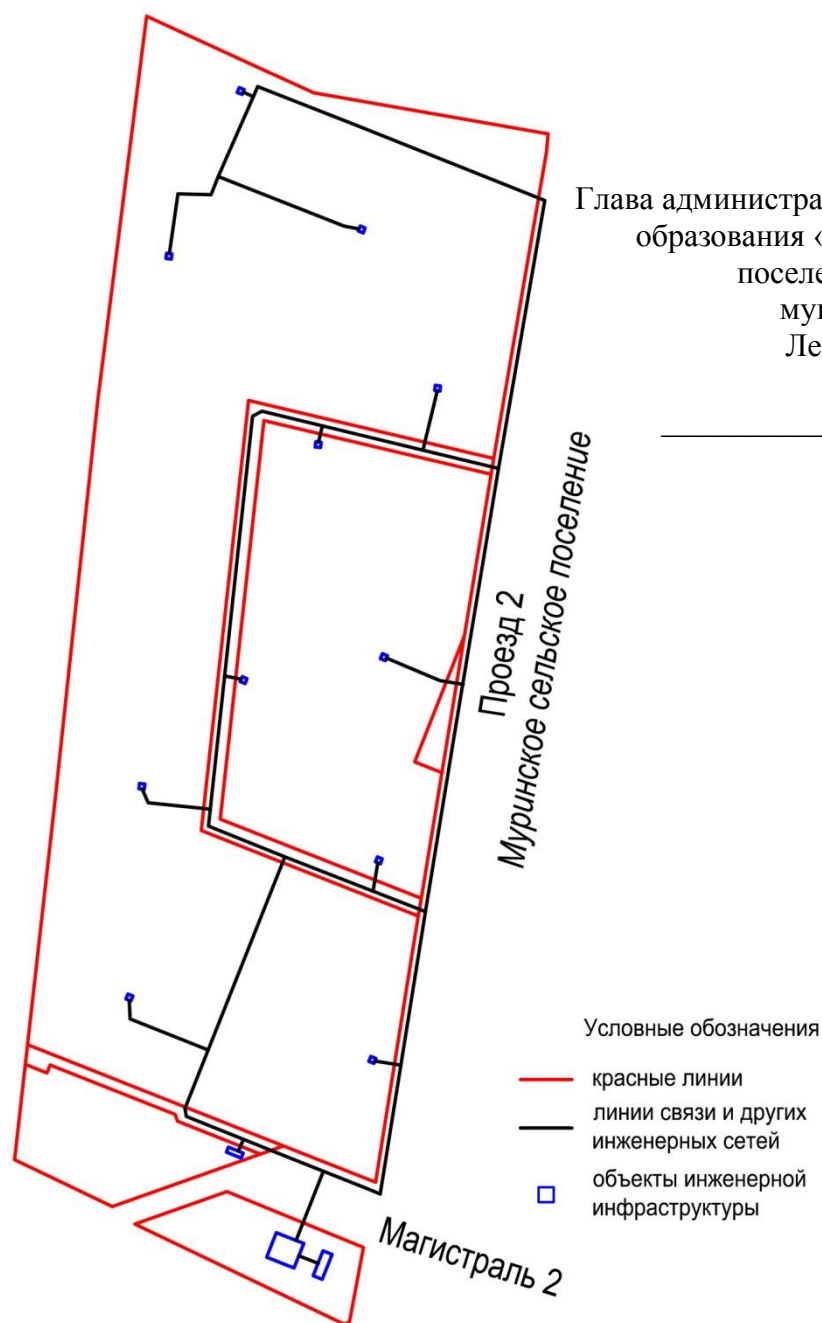 Глава администра
образования «
поселе
мун
Ле
Проезд 2
Муринское сельское поселение
Условные обозначения
красные линии
линии связи и других
инженерных сетей
объекты инженерной
инфраструктуры
Магистраль 2